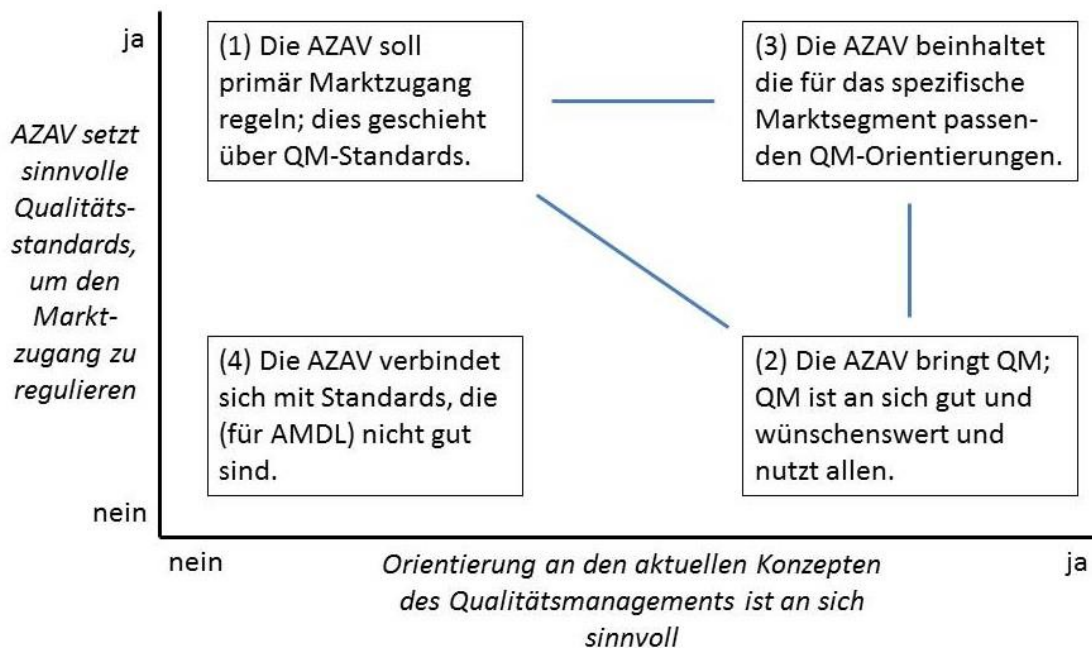 ja
AZAV setzt
sinnvolle
Qualitäts-
standards,
um den
Markt-
zugang zu
regulieren
nein
(1) Die AZAV soll
primär Marktzugang
regeln; dies geschieht
über QM-Standards.
(3) Die AZAV beinhaltet
die für das spezifische
Marktsegment passen-
den QM-Orientierungen.
(4) Die AZAV verbindet
sich mit Standards, die
(für AMDL) nicht gut
sind.
(2) Die AZAV bringt QM;
QM ist an sich gut und
wünschenswert und
nutzt allen.
nein
Orientierung an den aktuellen Konzepten
des Qualitätsmanagements ist an sich
sinnvoll
ja